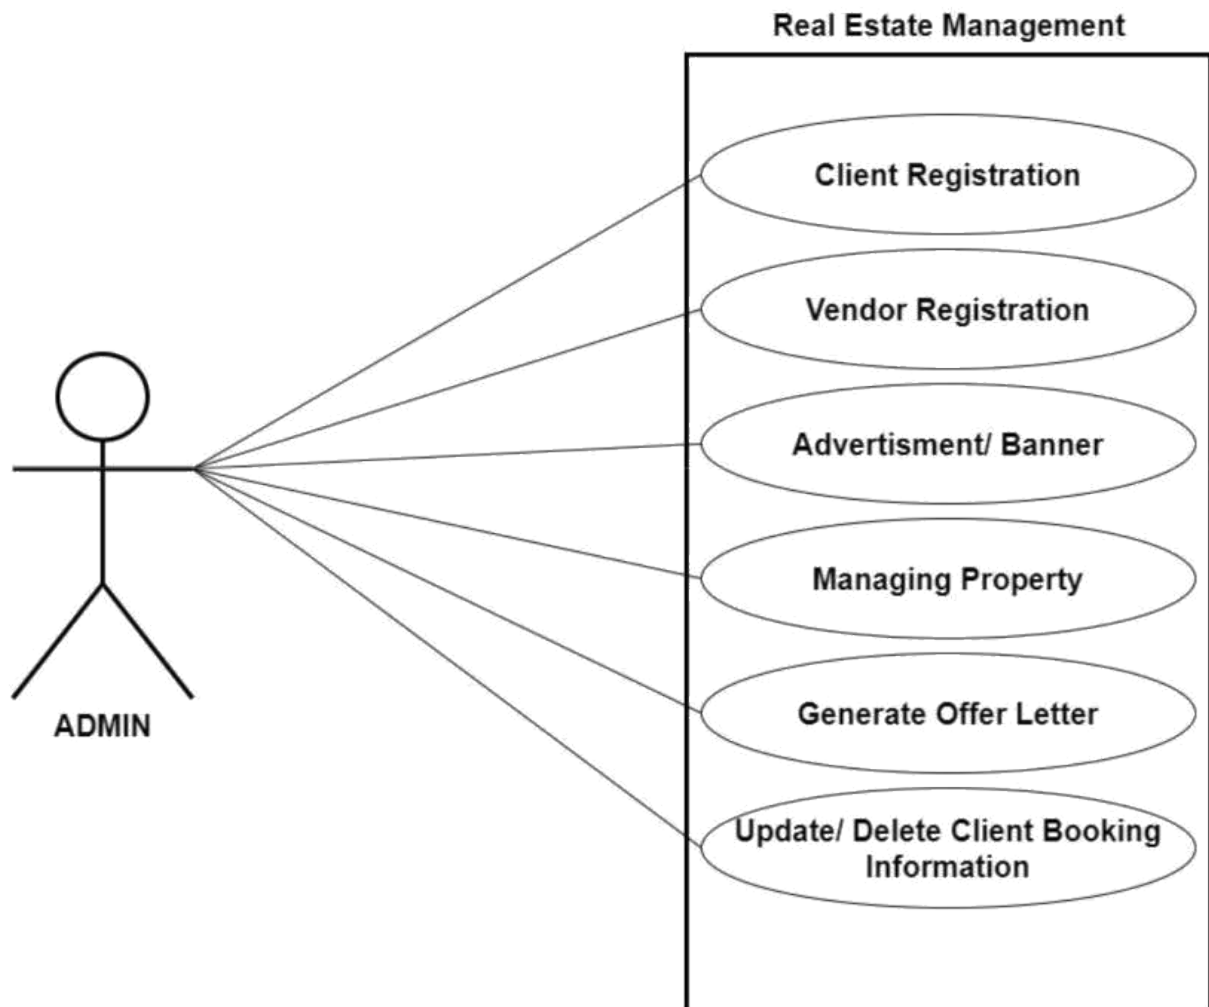 Real Estate Management
Client Registration
Vendor Registration
Advertisment/ Banner
Managing Property
Generate Offer Letter
Update/ Delete Client Booking
Information
ADMIN